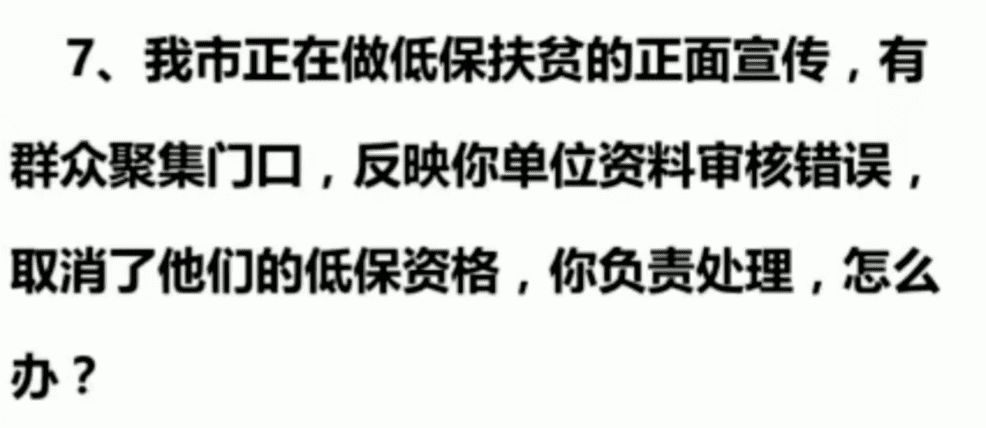 7、我市正在做低保扶贫的正面宣传，有
群众聚集门口，反映你单位资料审核错误，
取消了他们的低保资格，你负责处理，怎么
办？